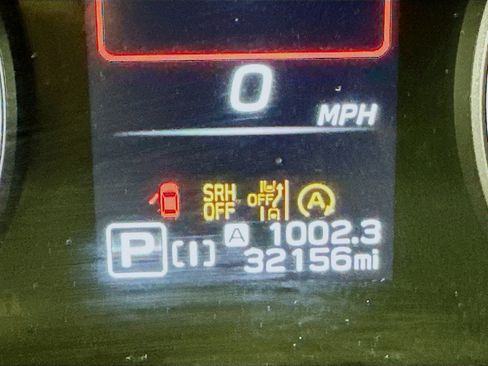 0
MPH
SRH OFF
OFF
A
P
(I)
A 1002.3
32156mi